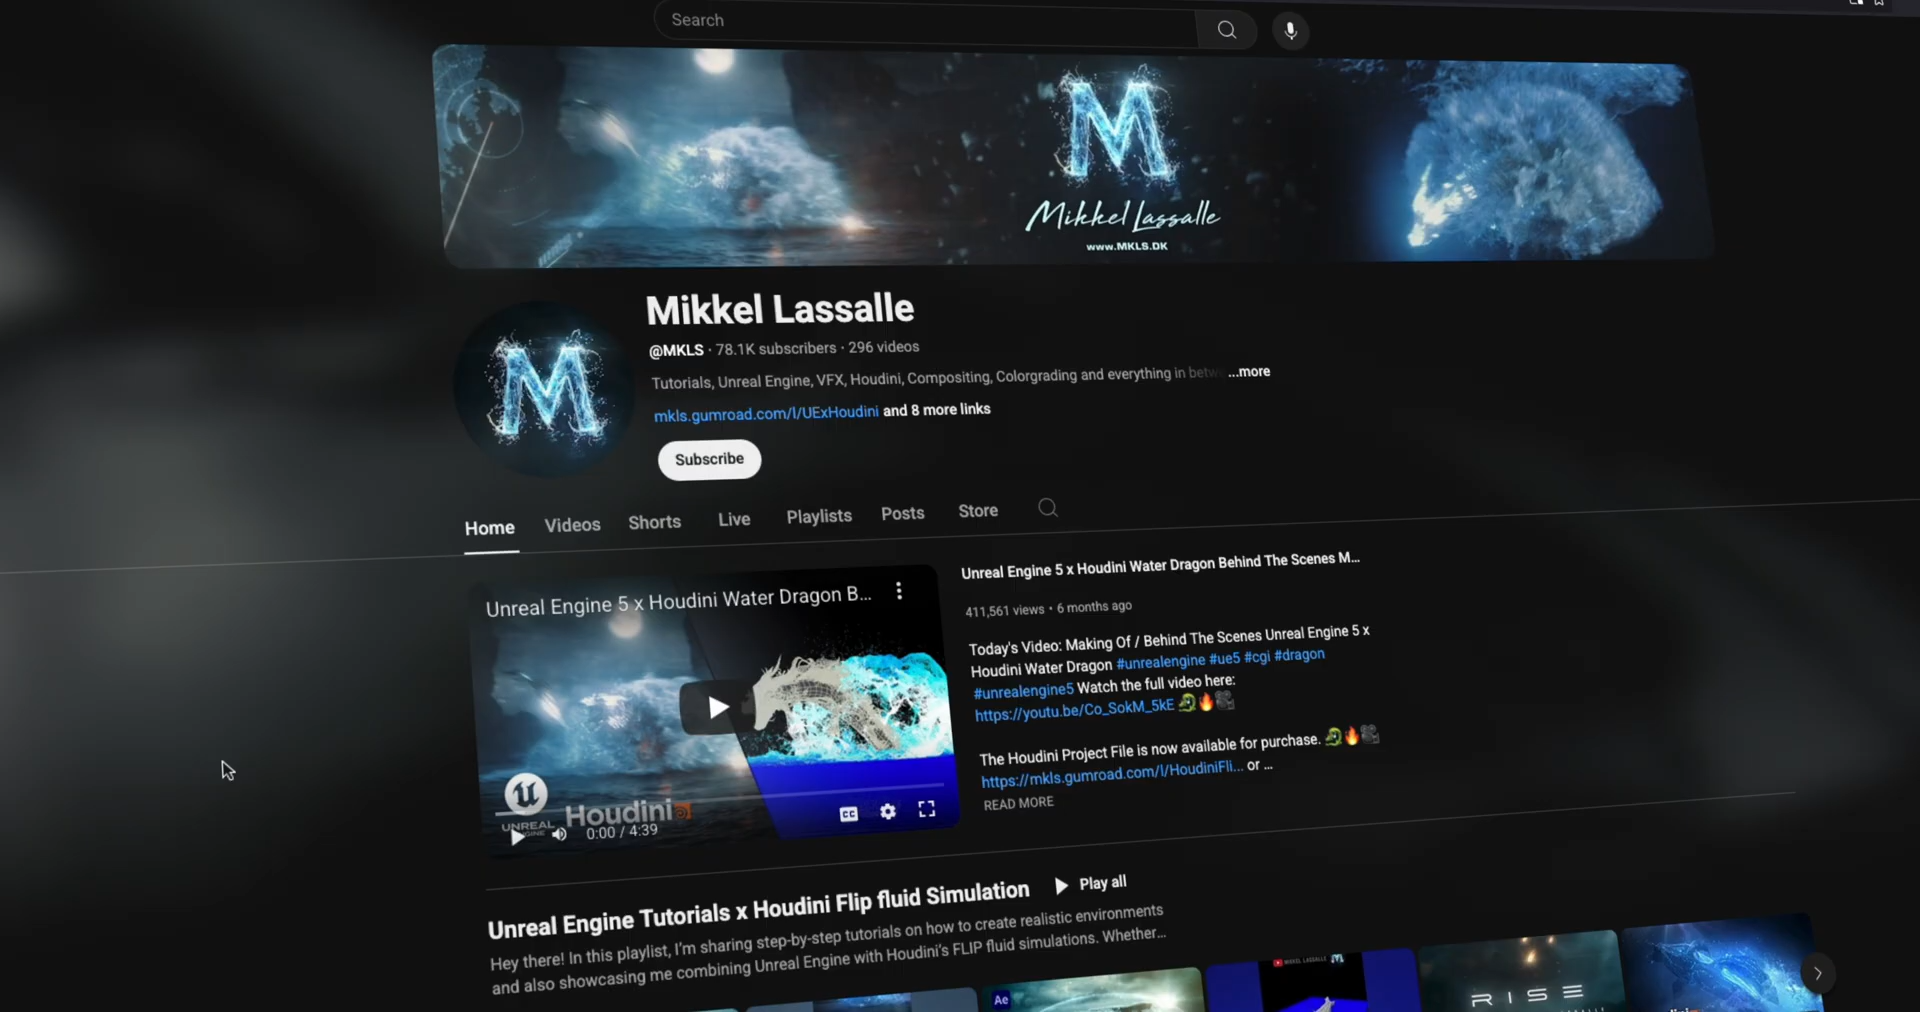 Search
M
Mikkel Lassalle
www.MKLS.DK
M
Mikkel Lassalle
@MKLS · 78.1K subscribers · 296 videos
Tutorials, Unreal Engine, VFX, Houdini, Compositing, Colorgrading and everything in betw ...more
mkls.gumroad.com/l/UExHoudini and 8 more links
Subscribe
Home Videos Shorts Live Playlists Posts Store
Unreal Engine 5 x Houdini Water Dragon B...
UNREAL
ENGINE
Houdini
CC
0:00 / 4:39
Unreal Engine 5 x Houdini Water Dragon Behind The Scenes M...
411,561 views • 6 months ago
Today's Video: Making Of / Behind The Scenes Unreal Engine 5 x
Houdini Water Dragon #unrealengine #ue5 #cgi #dragon
#unrealengine5 Watch the full video here:
https://youtu.be/Co_SokM_5kE 🐲🔥🎥
The Houdini Project File is now available for purchase. 🐲🔥🎥
https://mkls.gumroad.com/l/HoudiniFli... or ...
READ MORE
Unreal Engine Tutorials x Houdini Flip fluid Simulation Play all
Hey there! In this playlist, I'm sharing step-by-step tutorials on how to create realistic environments
and also showcasing me combining Unreal Engine with Houdini's FLIP fluid simulations. Whether...
Ae
MIKKEL LASSALLE M
RISE